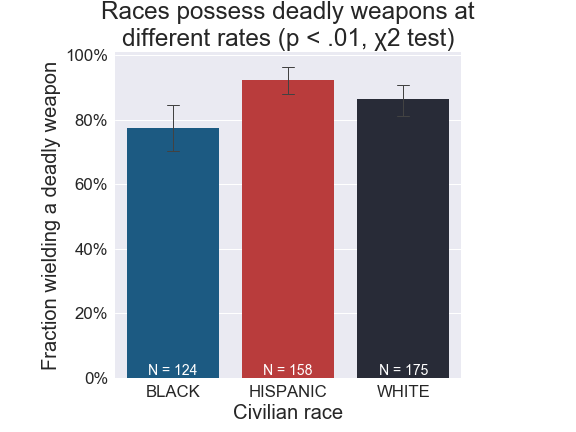 Races possess deadly weapons at
different rates (p < .01, χ2 test)
Fraction wielding a deadly weapon
100%
80%
60%
40%
20%
0%
N = 124
N = 158
N = 175
BLACK
HISPANIC
WHITE
Civilian race